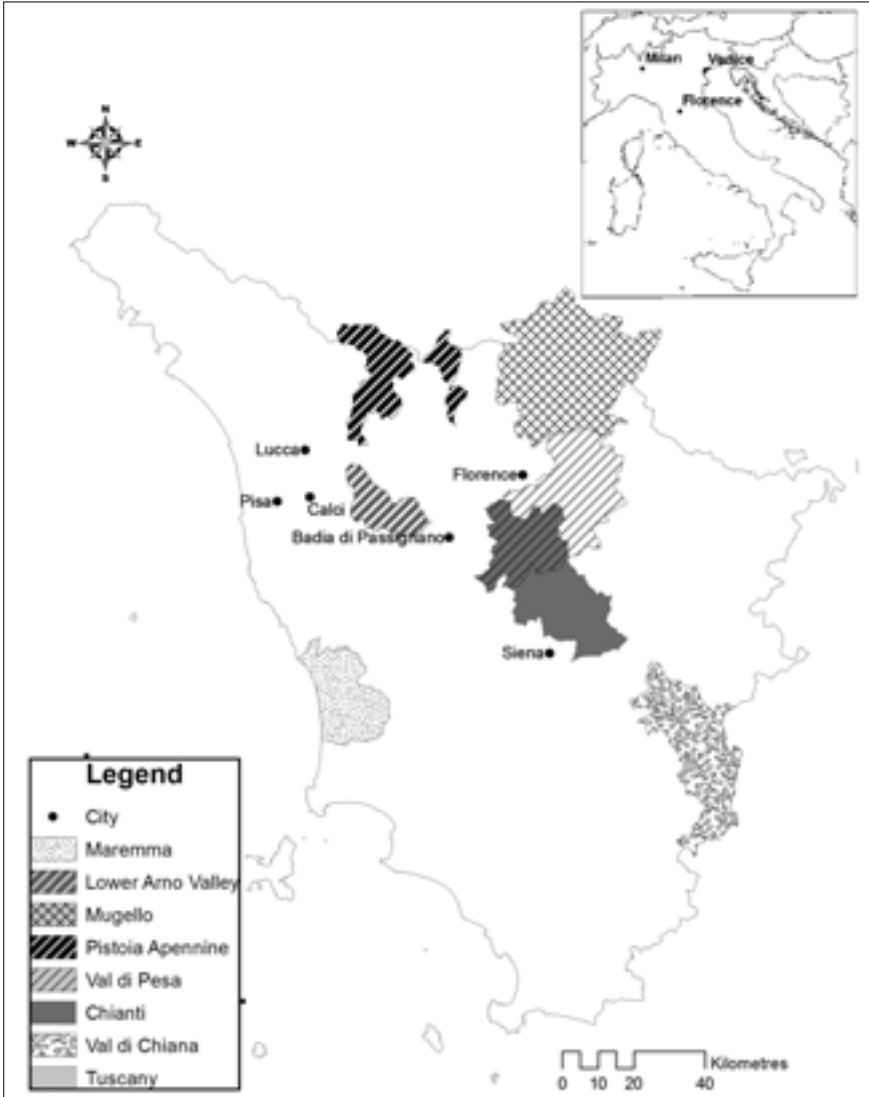 Milan
Venice
Florence
N
W E
S
Lucca
Florence
Pisa
Caloi
Badia di Passignano
Siena
Legend
City
Maremma
Lower Arno Valley
Mugello
Pistoia Apennine
Val di Pesa
Chianti
Val di Chiana
Tuscany
Kilometres
0 10 20 40